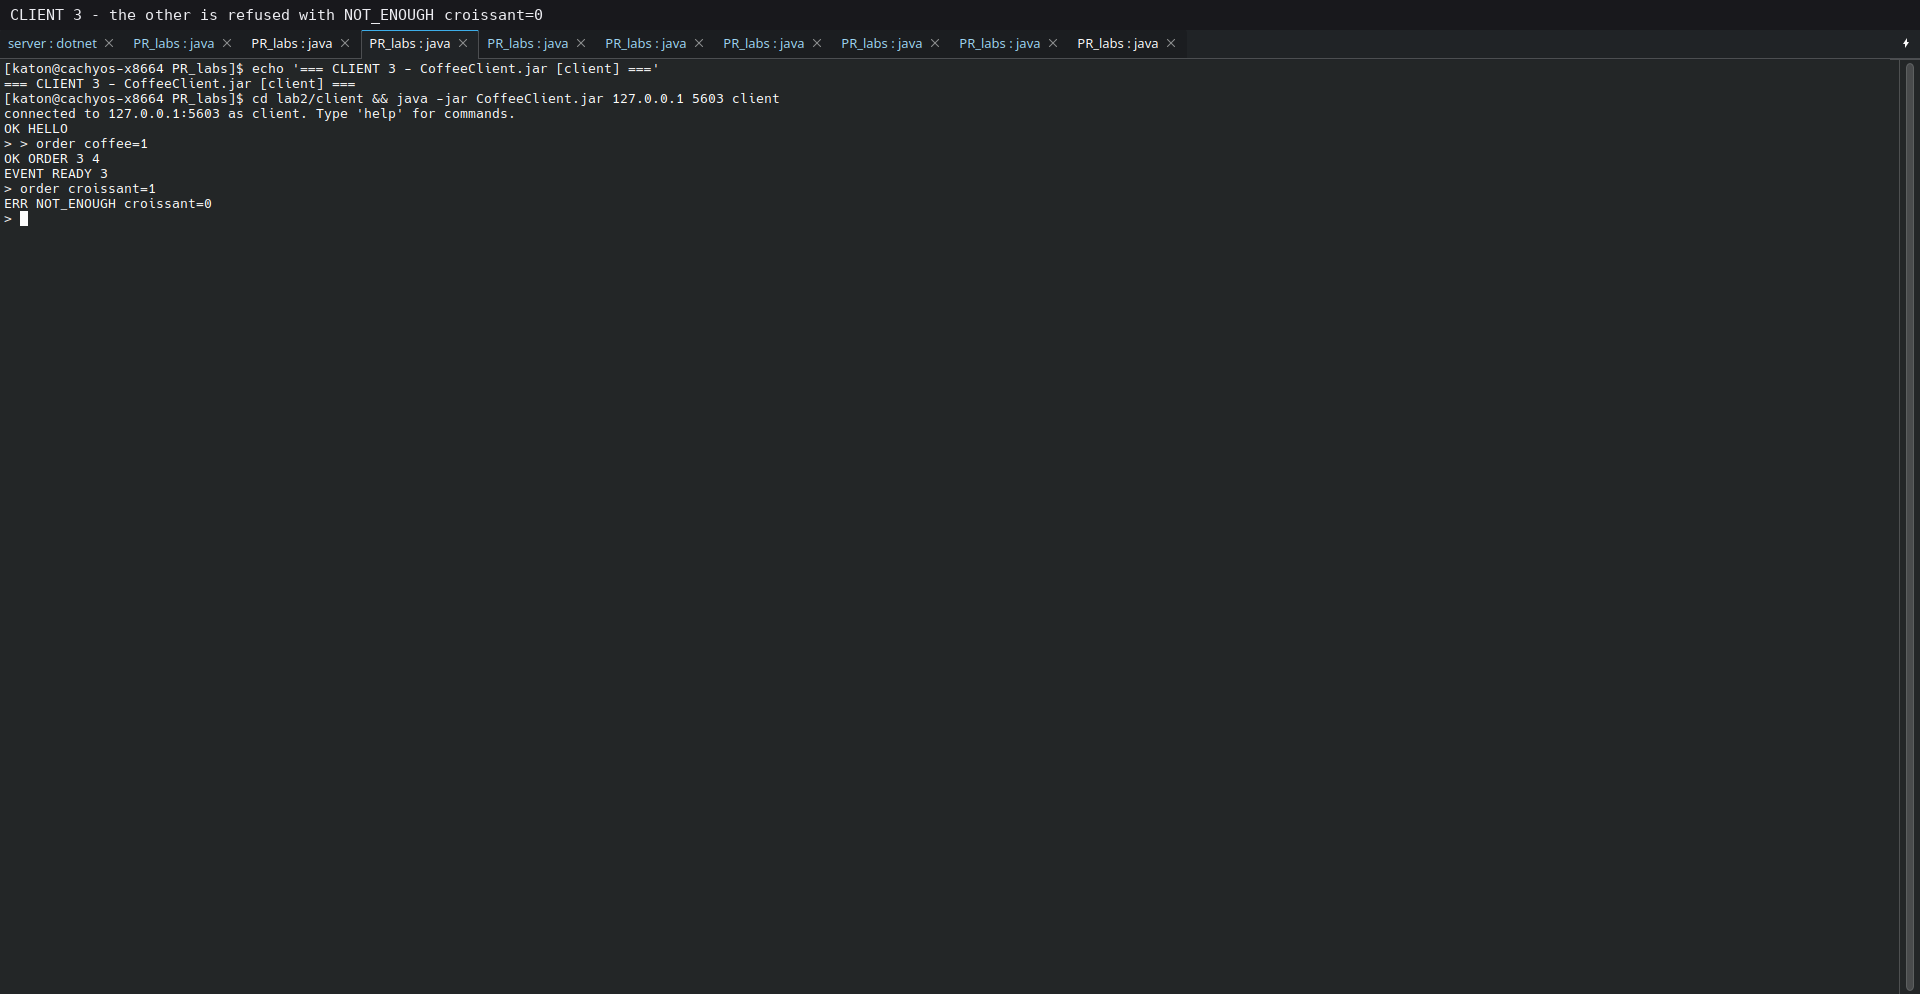 CLIENT 3 - the other is refused with NOT_ENOUGH croissant=0
server : dotnet PR_labs : java PR_labs : java PR_labs : java PR_labs : java PR_labs : java PR_labs : java PR_labs : java PR_labs : java PR_labs : java
[katon@cachyos-x8664 PR_labs]$ echo '=== CLIENT 3 - CoffeeClient.jar [client] ==='
=== CLIENT 3 - CoffeeClient.jar [client] ===
[katon@cachyos-x8664 PR_labs]$ cd lab2/client && java -jar CoffeeClient.jar 127.0.0.1 5603 client
connected to 127.0.0.1:5603 as client. Type 'help' for commands.
OK HELLO
> > order coffee=1
OK ORDER 3 4
EVENT READY 3
> order croissant=1
ERR NOT_ENOUGH croissant=0
>